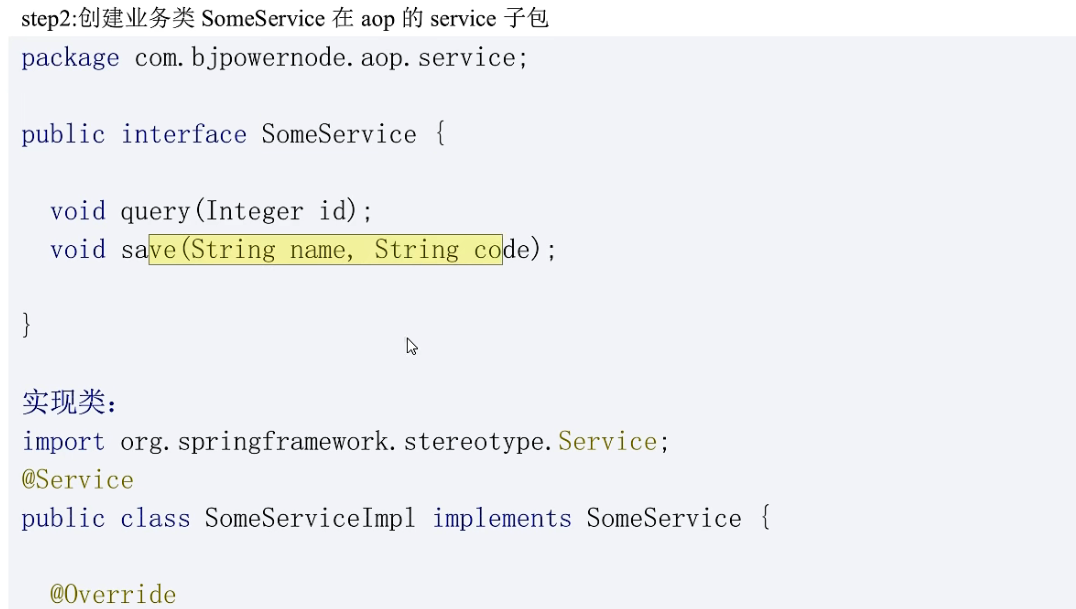 step2:创建业务类 SomeService 在 aop 的 service 子包
package com.bjpowernode.aop.service;
public interface SomeService {
void query(Integer id);
void save(String name, String code);
}
实现类：
import org.springframework.stereotype.Service;
@Service
public class SomeServiceImpl implements SomeService {
@Override